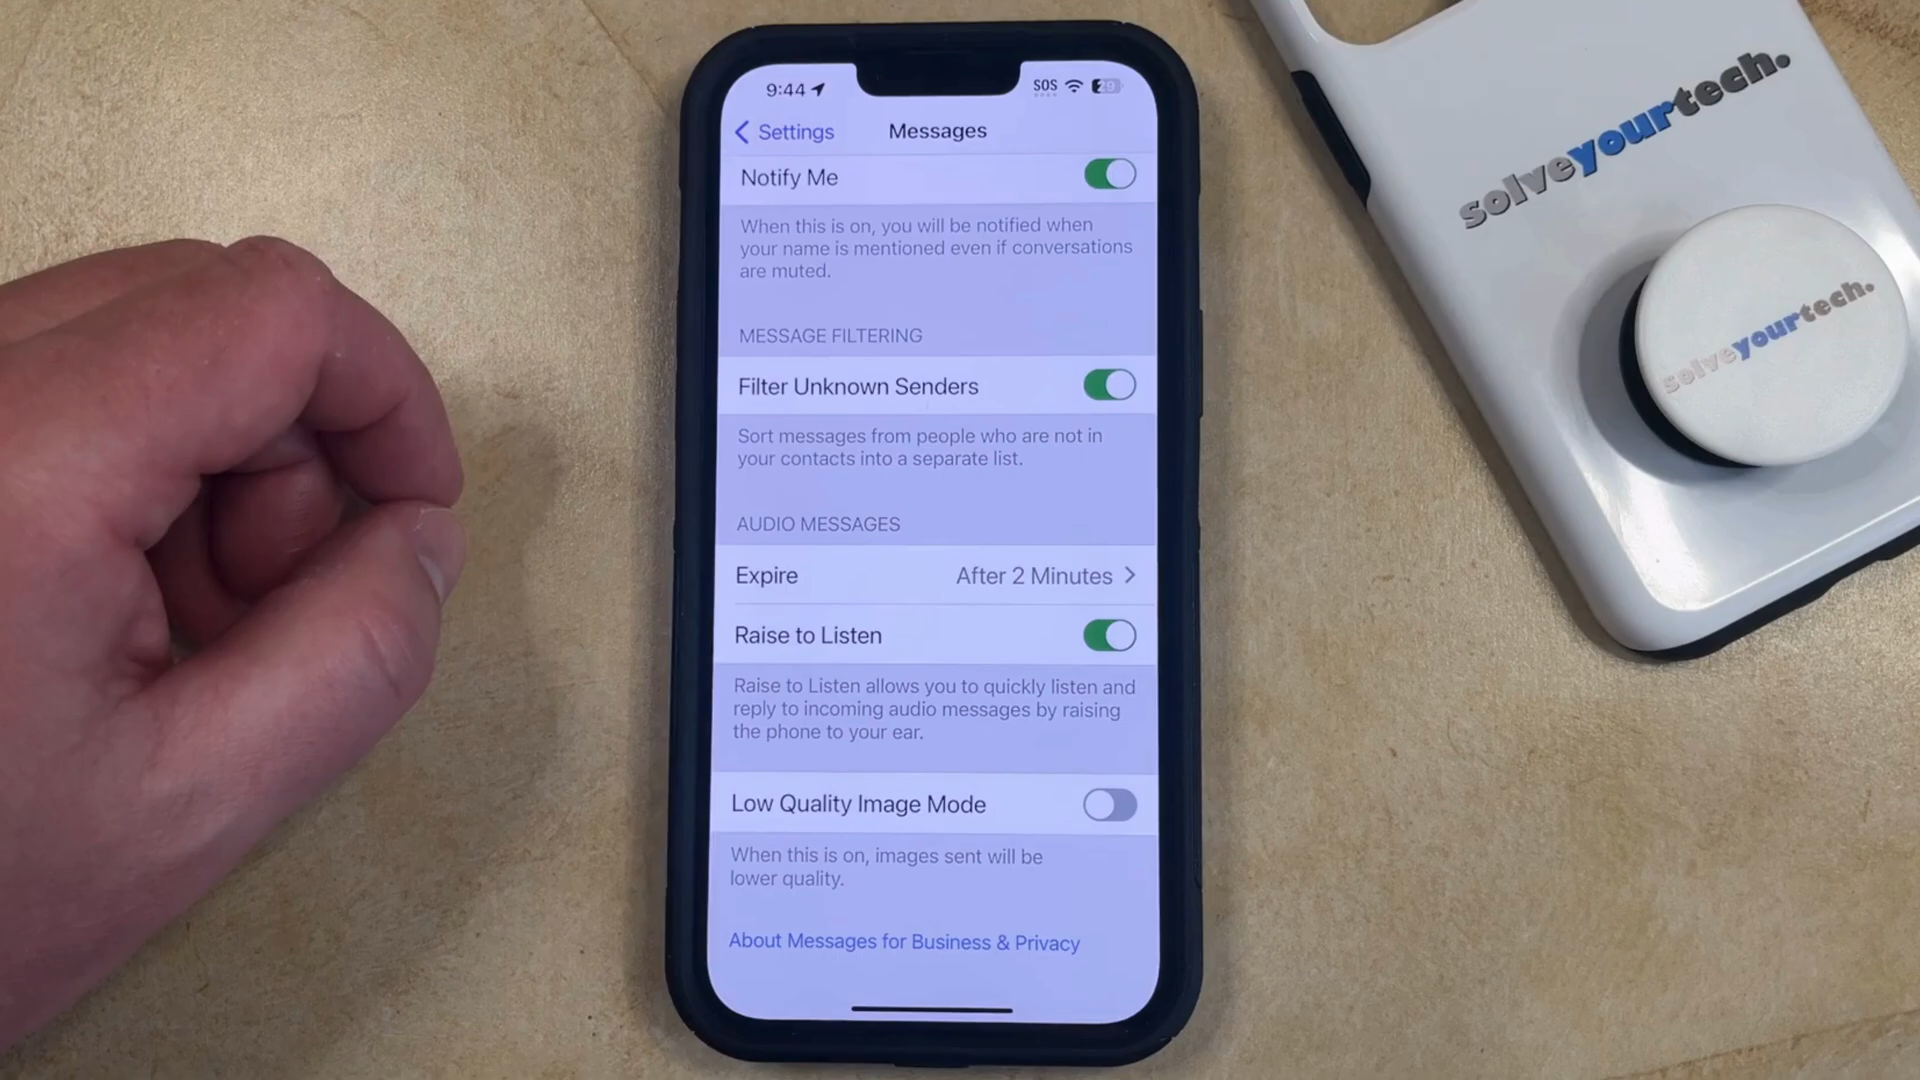 9:44
SOS
29
Settings
Messages
Notify Me
When this is on, you will be notified when
your name is mentioned even if conversations
are muted.
MESSAGE FILTERING
Filter Unknown Senders
Sort messages from people who are not in
your contacts into a separate list.
AUDIO MESSAGES
Expire
After 2 Minutes
Raise to Listen
Raise to Listen allows you to quickly listen and
reply to incoming audio messages by raising
the phone to your ear.
Low Quality Image Mode
When this is on, images sent will be
lower quality.
About Messages for Business & Privacy
solveyourtech.
solveyourtech.